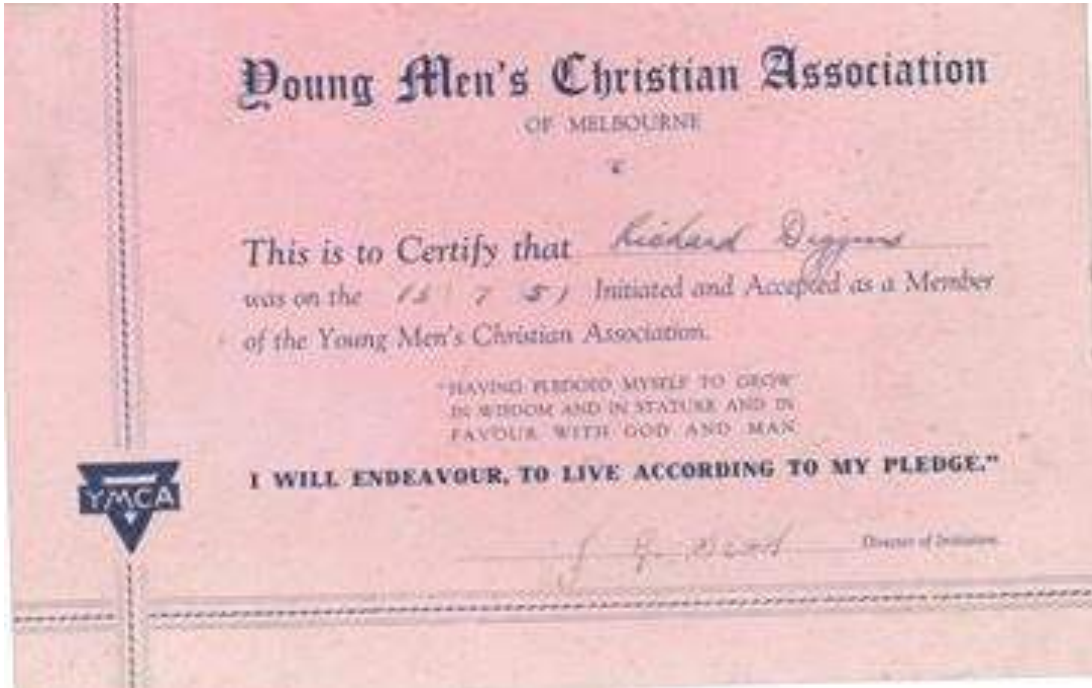 Young Men's Christian Association
OF MELBOURNE
This is to Certify that Richard Diggins
was on the 15 7 51 Initiated and Accepted as a Member
of the Young Men's Christian Association.
"HAVING PLEDGED MYSELF TO GROW
IN WISDOM AND IN STATURE AND IN
FAVOUR WITH GOD AND MAN
I WILL ENDEAVOUR, TO LIVE ACCORDING TO MY PLEDGE."
YMCA
Director of Initiation